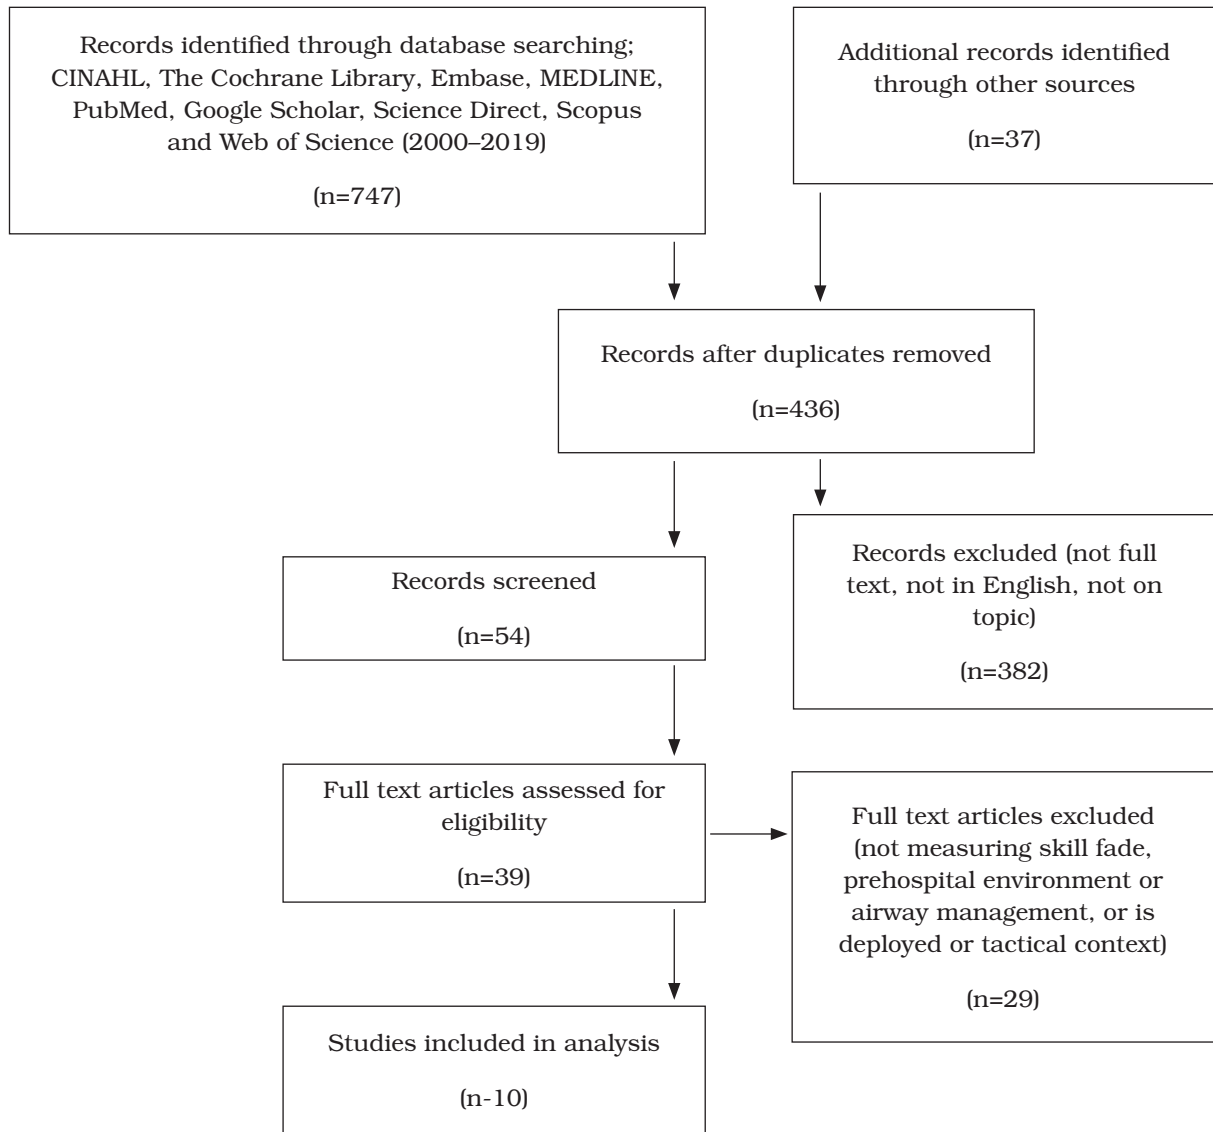 Records identified through database searching;
CINAHL, The Cochrane Library, Embase, MEDLINE,
PubMed, Google Scholar, Science Direct, Scopus
and Web of Science (2000–2019)
(n=747)
Additional records identified
through other sources
(n=37)
Records after duplicates removed
(n=436)
Records screened
(n=54)
Records excluded (not full
text, not in English, not on
topic)
(n=382)
Full text articles assessed for
eligibility
(n=39)
Full text articles excluded
(not measuring skill fade,
prehospital environment or
airway management, or is
deployed or tactical context)
(n=29)
Studies included in analysis
(n-10)